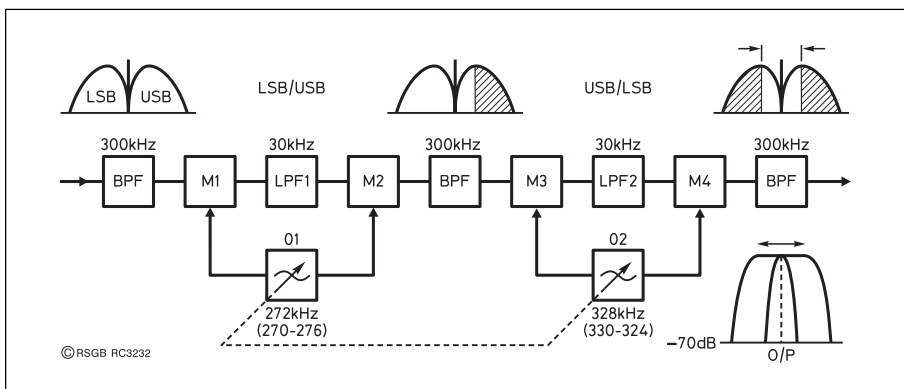 LSB USB
LSB/USB
USB/LSB
300kHz
30kHz
300kHz
30kHz
300kHz
BPF
M1
LPF1
M2
BPF
M3
LPF2
M4
BPF
01
02
272kHz
(270-276)
328kHz
(330-324)
-70dB
O/P
©RSGB RC3232